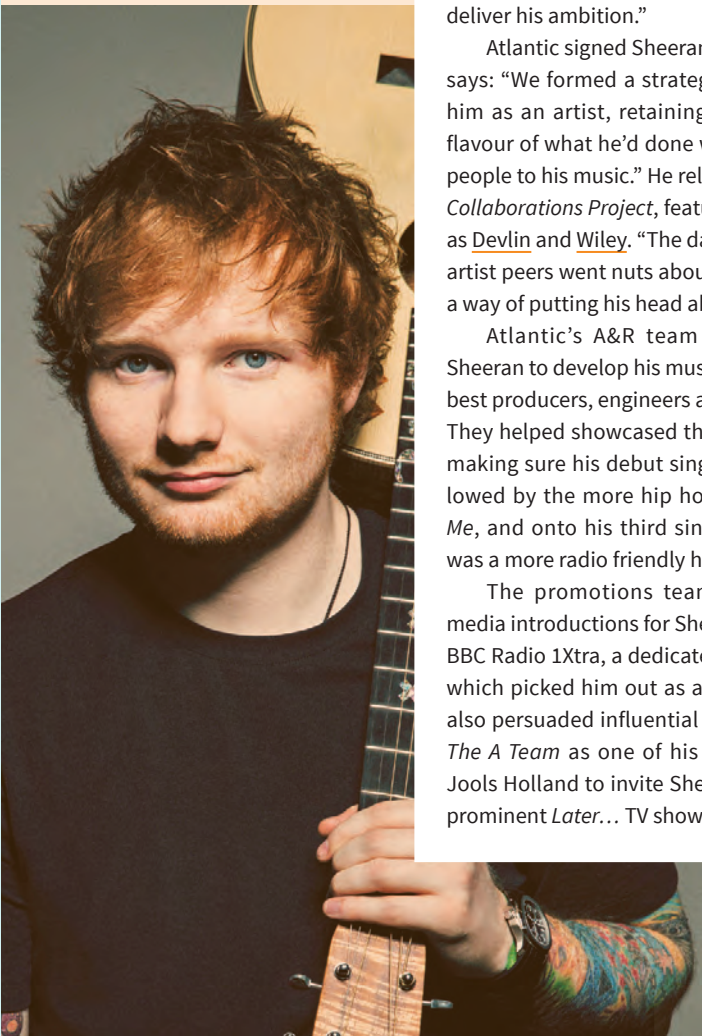 deliver his ambition.”
Atlantic signed Sheeran
says: “We formed a strateg
him as an artist, retaining
flavour of what he’d done w
people to his music.” He rel
Collaborations Project, featu
as Devlin and Wiley. “The da
artist peers went nuts abou
a way of putting his head ab
Atlantic’s A&R team
Sheeran to develop his mus
best producers, engineers a
They helped showcased th
making sure his debut sing
lowed by the more hip ho
Me, and onto his third sin
was a more radio friendly h
The promotions tear
media introductions for She
BBC Radio 1Xtra, a dedicate
which picked him out as a
also persuaded influential
The A Team as one of his
Jools Holland to invite She
prominent Later… TV show